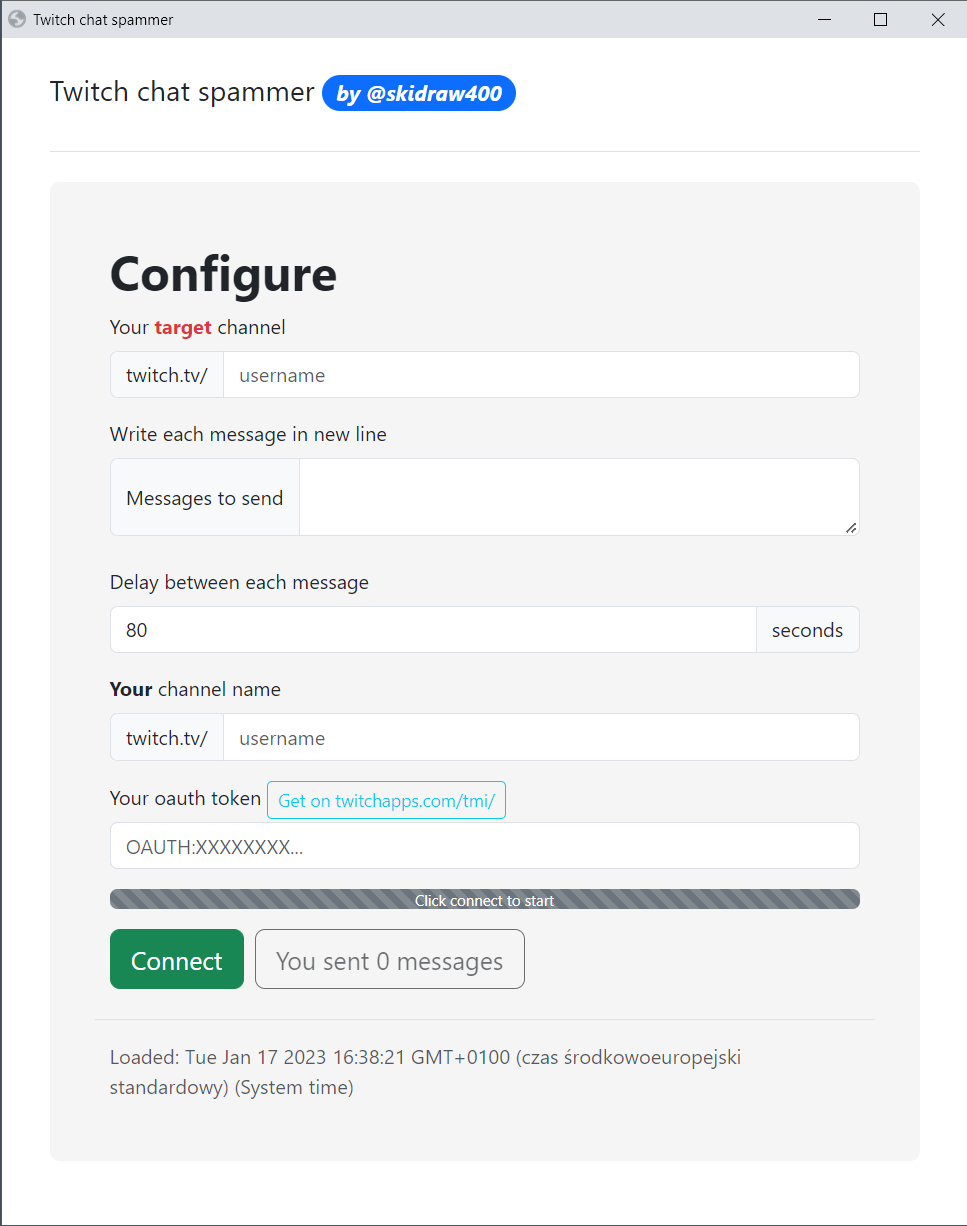 Twitch chat spammer
Twitch chat spammer by @skidraw400
Configure
Your target channel
twitch.tv/ username
Write each message in new line
Messages to send
Delay between each message
80 seconds
Your channel name
twitch.tv/ username
Your oauth token Get on twitchapps.com/tmi/
OAUTH:XXXXXXXX...
Click connect to start
Connect You sent 0 messages
Loaded: Tue Jan 17 2023 16:38:21 GMT+0100 (czas środkowoeuropejski
standardowy) (System time)